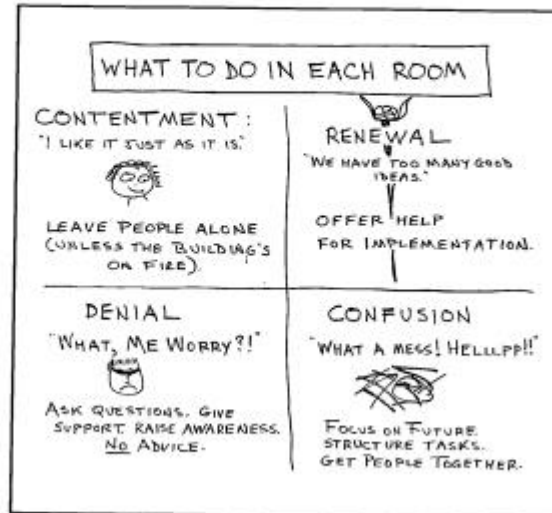 WHAT TO DO IN EACH ROOM
CONTENTMENT:
"I LIKE IT JUST AS IT IS."
LEAVE PEOPLE ALONE
(UNLESS THE BUILDING'S
ON FIRE).
RENEWAL
"WE HAVE TOO MANY GOOD
IDEAS."
OFFER HELP
FOR IMPLEMENTATION.
DENIAL
"WHAT, ME WORRY?!"
ASK QUESTIONS. GIVE
SUPPORT. RAISE AWARENESS.
NO ADVICE.
CONFUSION
"WHAT A MESS! HELLLPP!!"
FOCUS ON FUTURE
STRUCTURE TASKS.
GET PEOPLE TOGETHER.